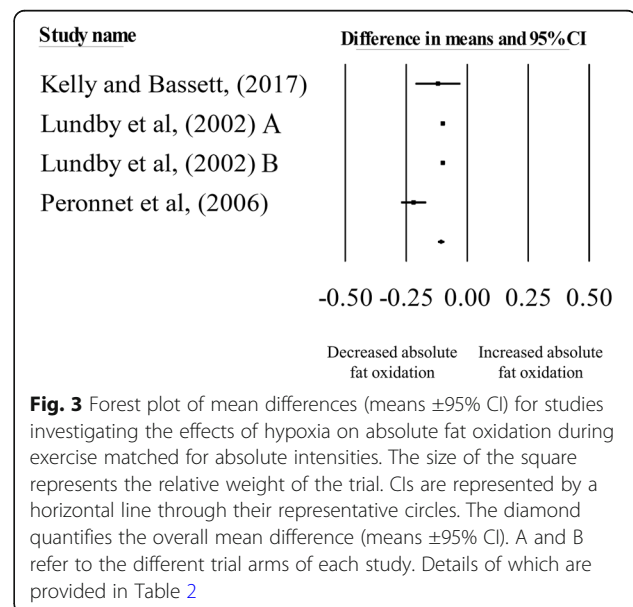 Study name Difference in means and 95% CI
Kelly and Bassett, (2017)
Lundby et al, (2002) A
Lundby et al, (2002) B
Peronnet et al, (2006)
-0.50 -0.25 0.00 0.25 0.50
Decreased absolute Increased absolute
fat oxidation fat oxidation
Fig. 3 Forest plot of mean differences (means ±95% CI) for studies
investigating the effects of hypoxia on absolute fat oxidation during
exercise matched for absolute intensities. The size of the square
represents the relative weight of the trial. CIs are represented by a
horizontal line through their representative circles. The diamond
quantifies the overall mean difference (means ±95% CI). A and B
refer to the different trial arms of each study. Details of which are
provided in Table 2